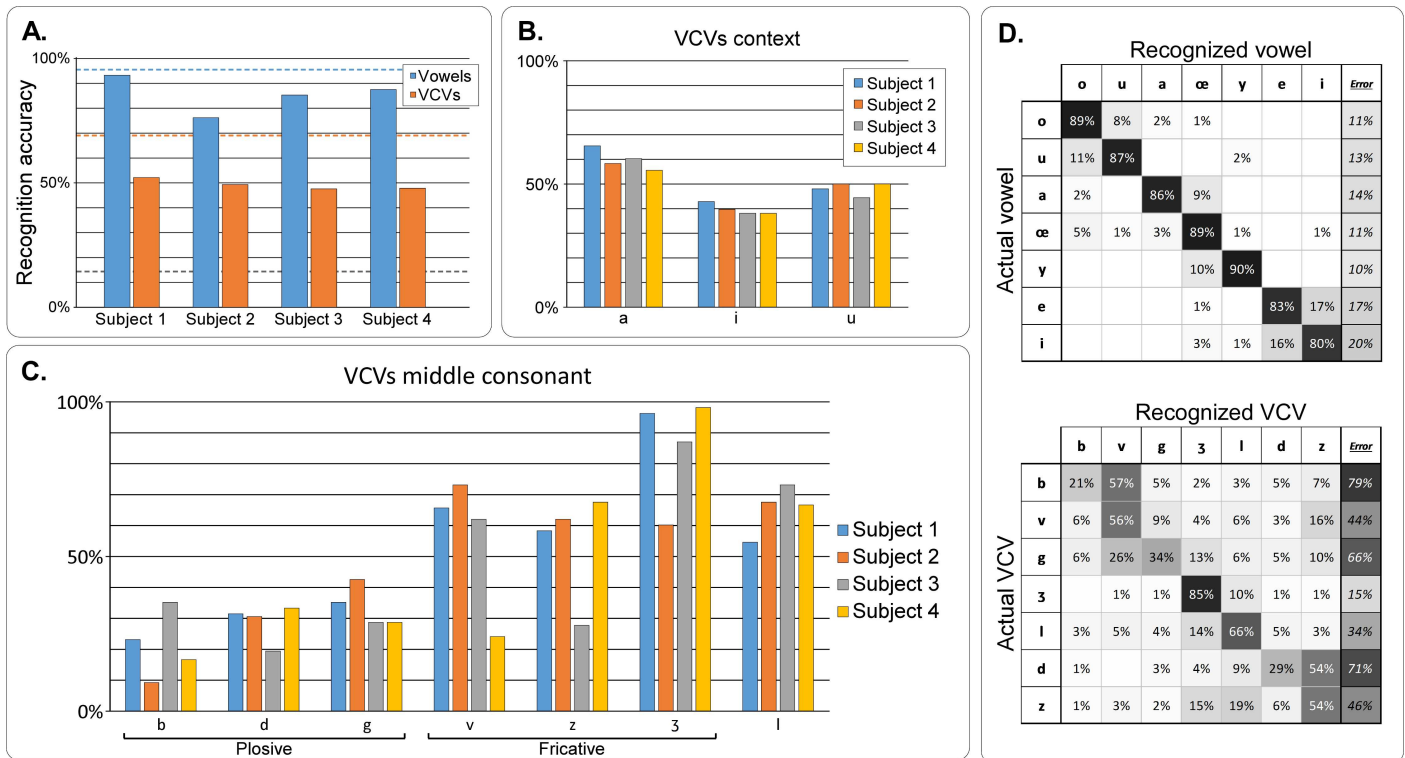 A.
100%
50%
0%
Recognition accuracy
Vowels
VCVs
Subject 1 Subject 2 Subject 3 Subject 4
B.
VCVs context
100%
50%
0%
Subject 1
Subject 2
Subject 3
Subject 4
a i u
C.
VCVs middle consonant
100%
50%
0%
Subject 1
Subject 2
Subject 3
Subject 4
b d g v z ʒ l
Plosive Fricative
D.
Recognized vowel
Actual vowel
o u a œ y e i Error
o 89% 8% 2% 1% 11%
u 11% 87% 2% 13%
a 2% 86% 9% 14%
œ 5% 1% 3% 89% 1% 1% 11%
y 10% 90% 10%
e 1% 83% 17% 17%
i 3% 1% 16% 80% 20%
Recognized VCV
Actual VCV
b v g ʒ l d z Error
b 21% 57% 5% 2% 3% 5% 7% 79%
v 6% 56% 9% 4% 6% 3% 16% 44%
g 6% 26% 34% 13% 6% 5% 10% 66%
ʒ 1% 1% 85% 10% 1% 1% 15%
l 3% 5% 4% 14% 66% 5% 3% 34%
d 1% 3% 4% 9% 29% 54% 71%
z 1% 3% 2% 15% 19% 6% 54% 46%